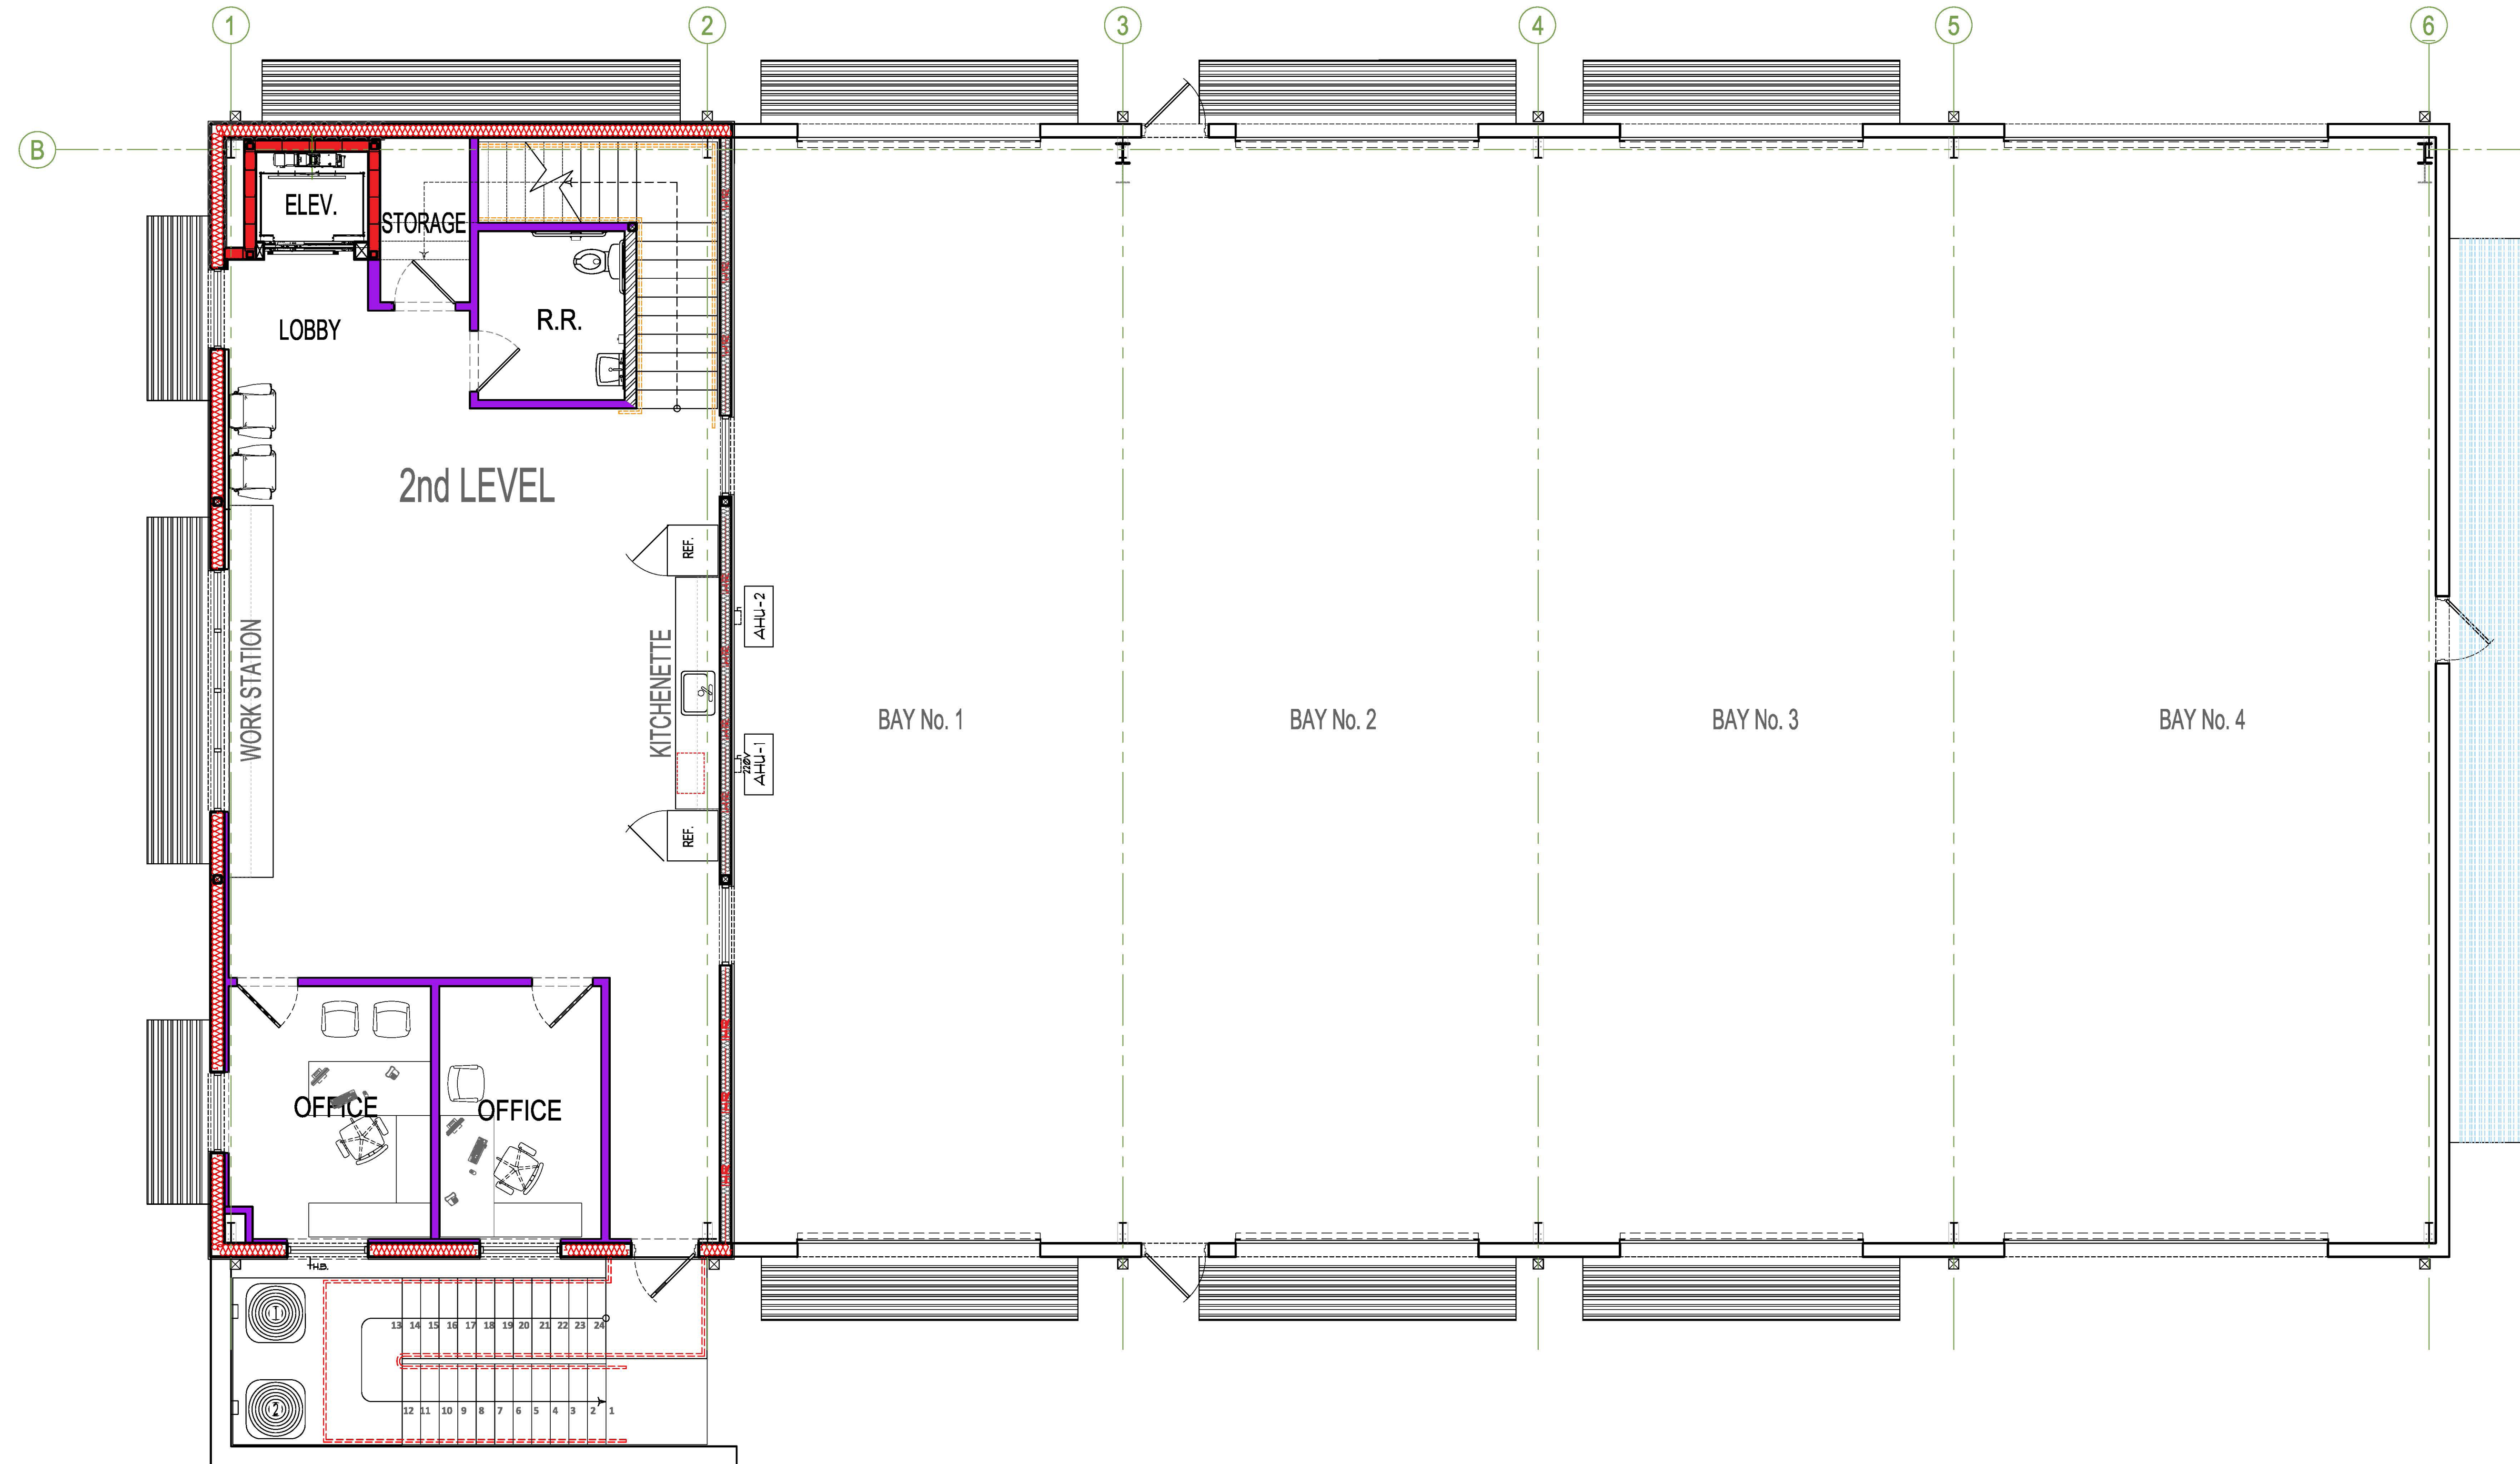 1 2 3 4 5 6
B
ELEV.
STORAGE
R.R.
LOBBY
2nd LEVEL
REF.
AHU-2
WORK STATION
KITCHENETTE
BAY No. 1 BAY No. 2 BAY No. 3 BAY No. 4
220V
AHU-1
REF.
OFFICE OFFICE
T.H.B.
1
13 14 15 16 17 18 19 20 21 22 23 24
2
12 11 10 9 8 7 6 5 4 3 2 1